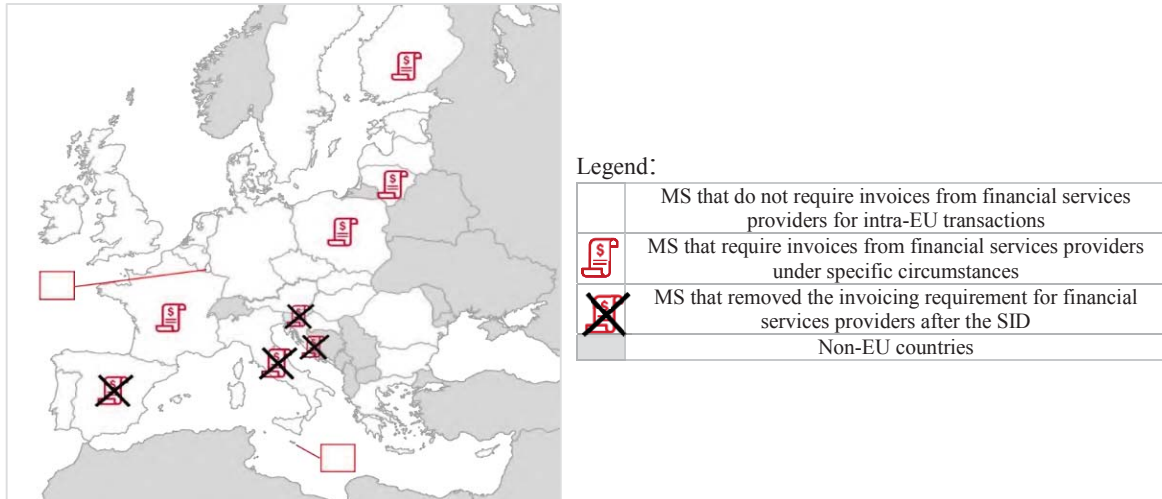 Legend:
MS that do not require invoices from financial services
providers for intra-EU transactions
MS that require invoices from financial services providers
under specific circumstances
MS that removed the invoicing requirement for financial
services providers after the SID
Non-EU countries